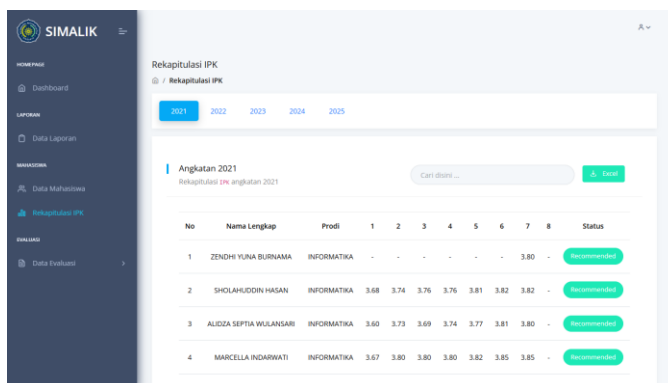 SIMALIK
HOMEPAGE
Dashboard
LAPORAN
Data Laporan
MAHASISWA
Data Mahasiswa
Rekapitulasi IPK
EVALUASI
Data Evaluasi
Rekapitulasi IPK
/ Rekapitulasi IPK
2021 2022 2023 2024 2025
Angkatan 2021
Rekapitulasi IPK angkatan 2021
Cari disini ...
Excel
No Nama Lengkap Prodi 1 2 3 4 5 6 7 8 Status
1 ZENDHI YUNA BURNAMA INFORMATIKA - - - - - - 3.80 - Recommended
2 SHOLAHUDDIN HASAN INFORMATIKA 3.68 3.74 3.76 3.76 3.81 3.82 3.82 - Recommended
3 ALIDZA SEPTIA WULANSARI INFORMATIKA 3.60 3.73 3.69 3.74 3.77 3.81 3.80 - Recommended
4 MARCELLA INDARWATI INFORMATIKA 3.67 3.80 3.80 3.80 3.82 3.85 3.85 - Recommended